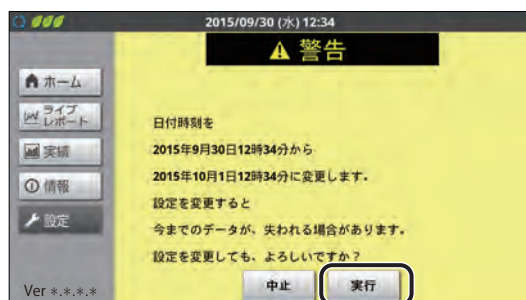 2015/09/30 (水) 12:34
警告
ホーム
ライブ
レポート
実績
情報
設定
Ver *.*.*.*
日付時刻を
2015年9月30日12時34分から
2015年10月1日12時34分に変更します。
設定を変更すると
今までのデータが、失われる場合があります。
設定を変更しても、よろしいですか？
中止
実行